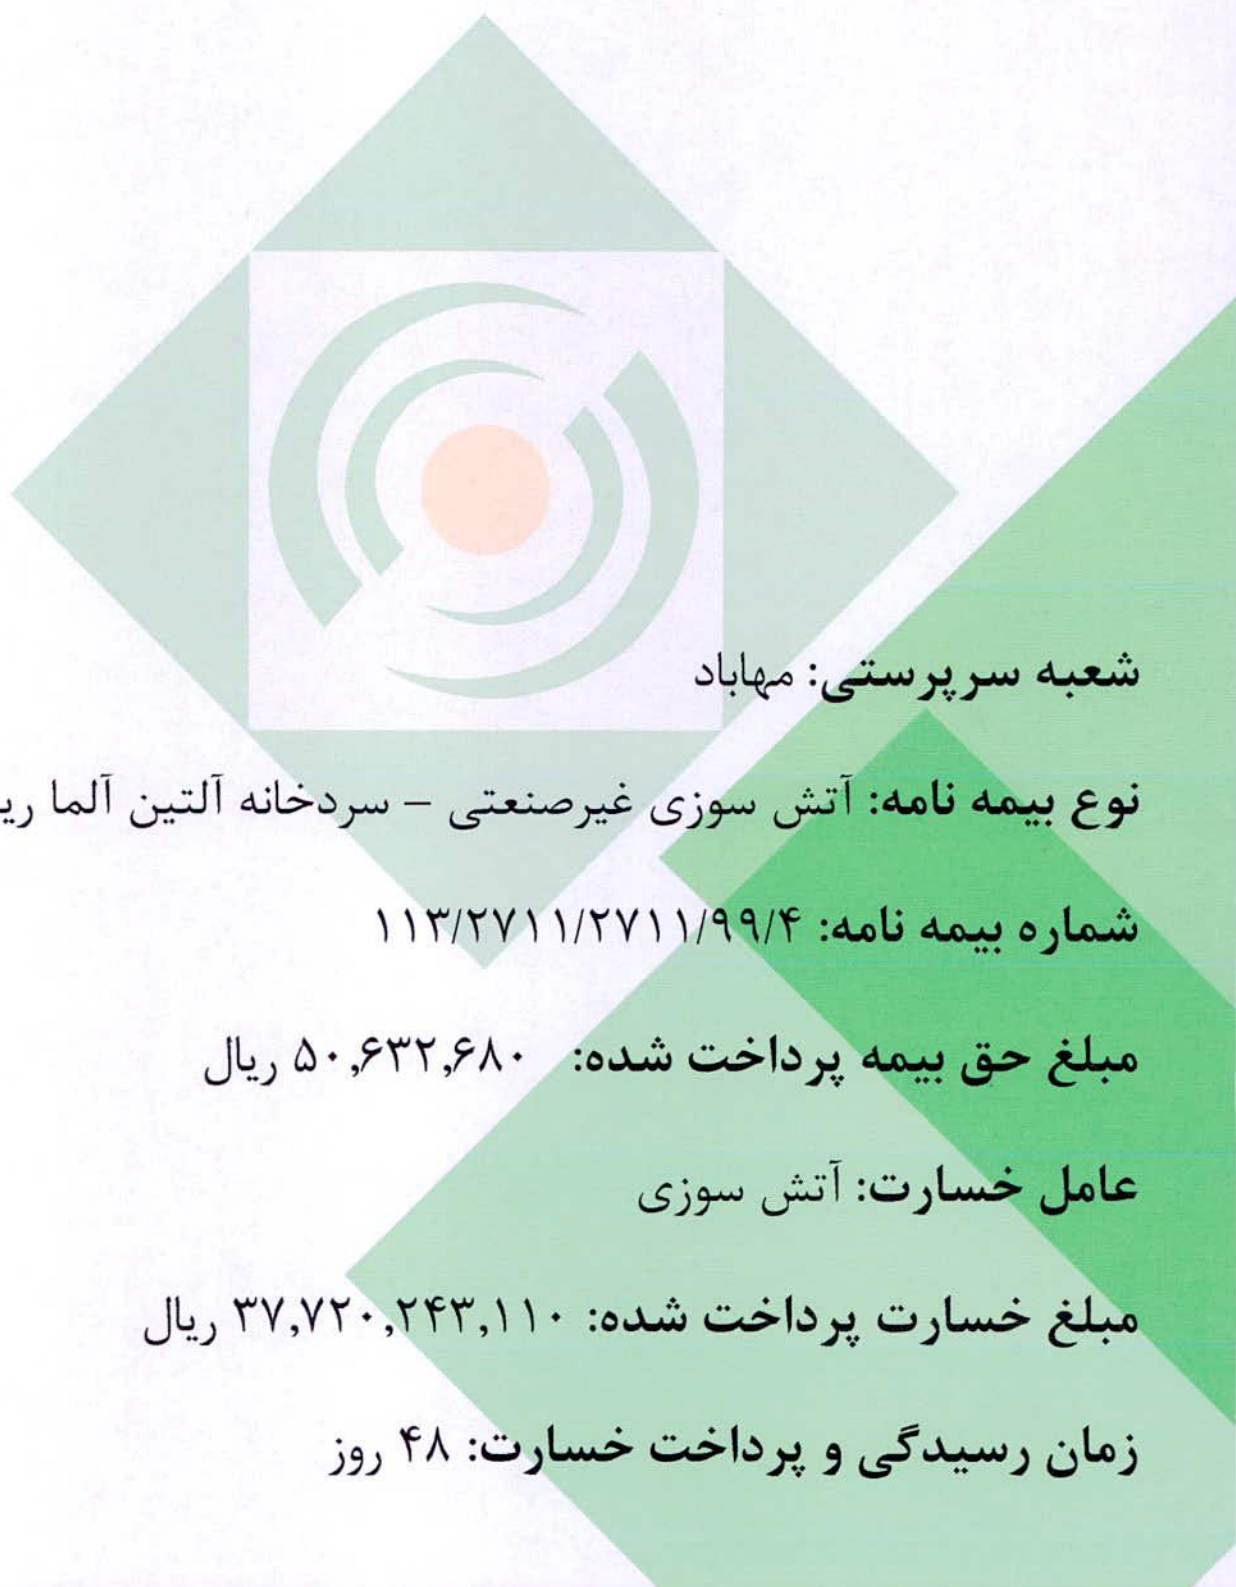 شعبه سرپرستی: مهاباد
نوع بیمه نامه: آتش سوزی غیرصنعتی – سردخانه آلتین آلما
شماره بیمه نامه: ۱۱۳/۲۷۱۱/۲۷۱۱/۹۹/۴
مبلغ حق بیمه پرداخت شده: ۵۰,۶۳۲,۶۸۰ ریال
عامل خسارت: آتش سوزی
مبلغ خسارت پرداخت شده: ۳۷,۷۲۰,۲۴۳,۱۱۰ ریال
زمان رسیدگی و پرداخت خسارت: ۴۸ روز